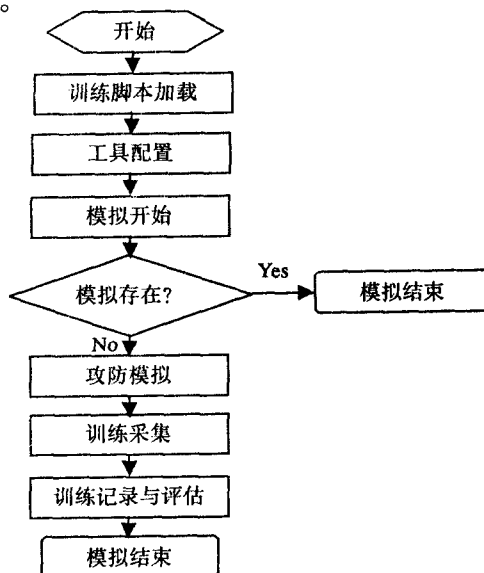 。
开始
训练脚本加载
工具配置
模拟开始
模拟存在?
Yes
模拟结束
No
攻防模拟
训练采集
训练记录与评估
模拟结束